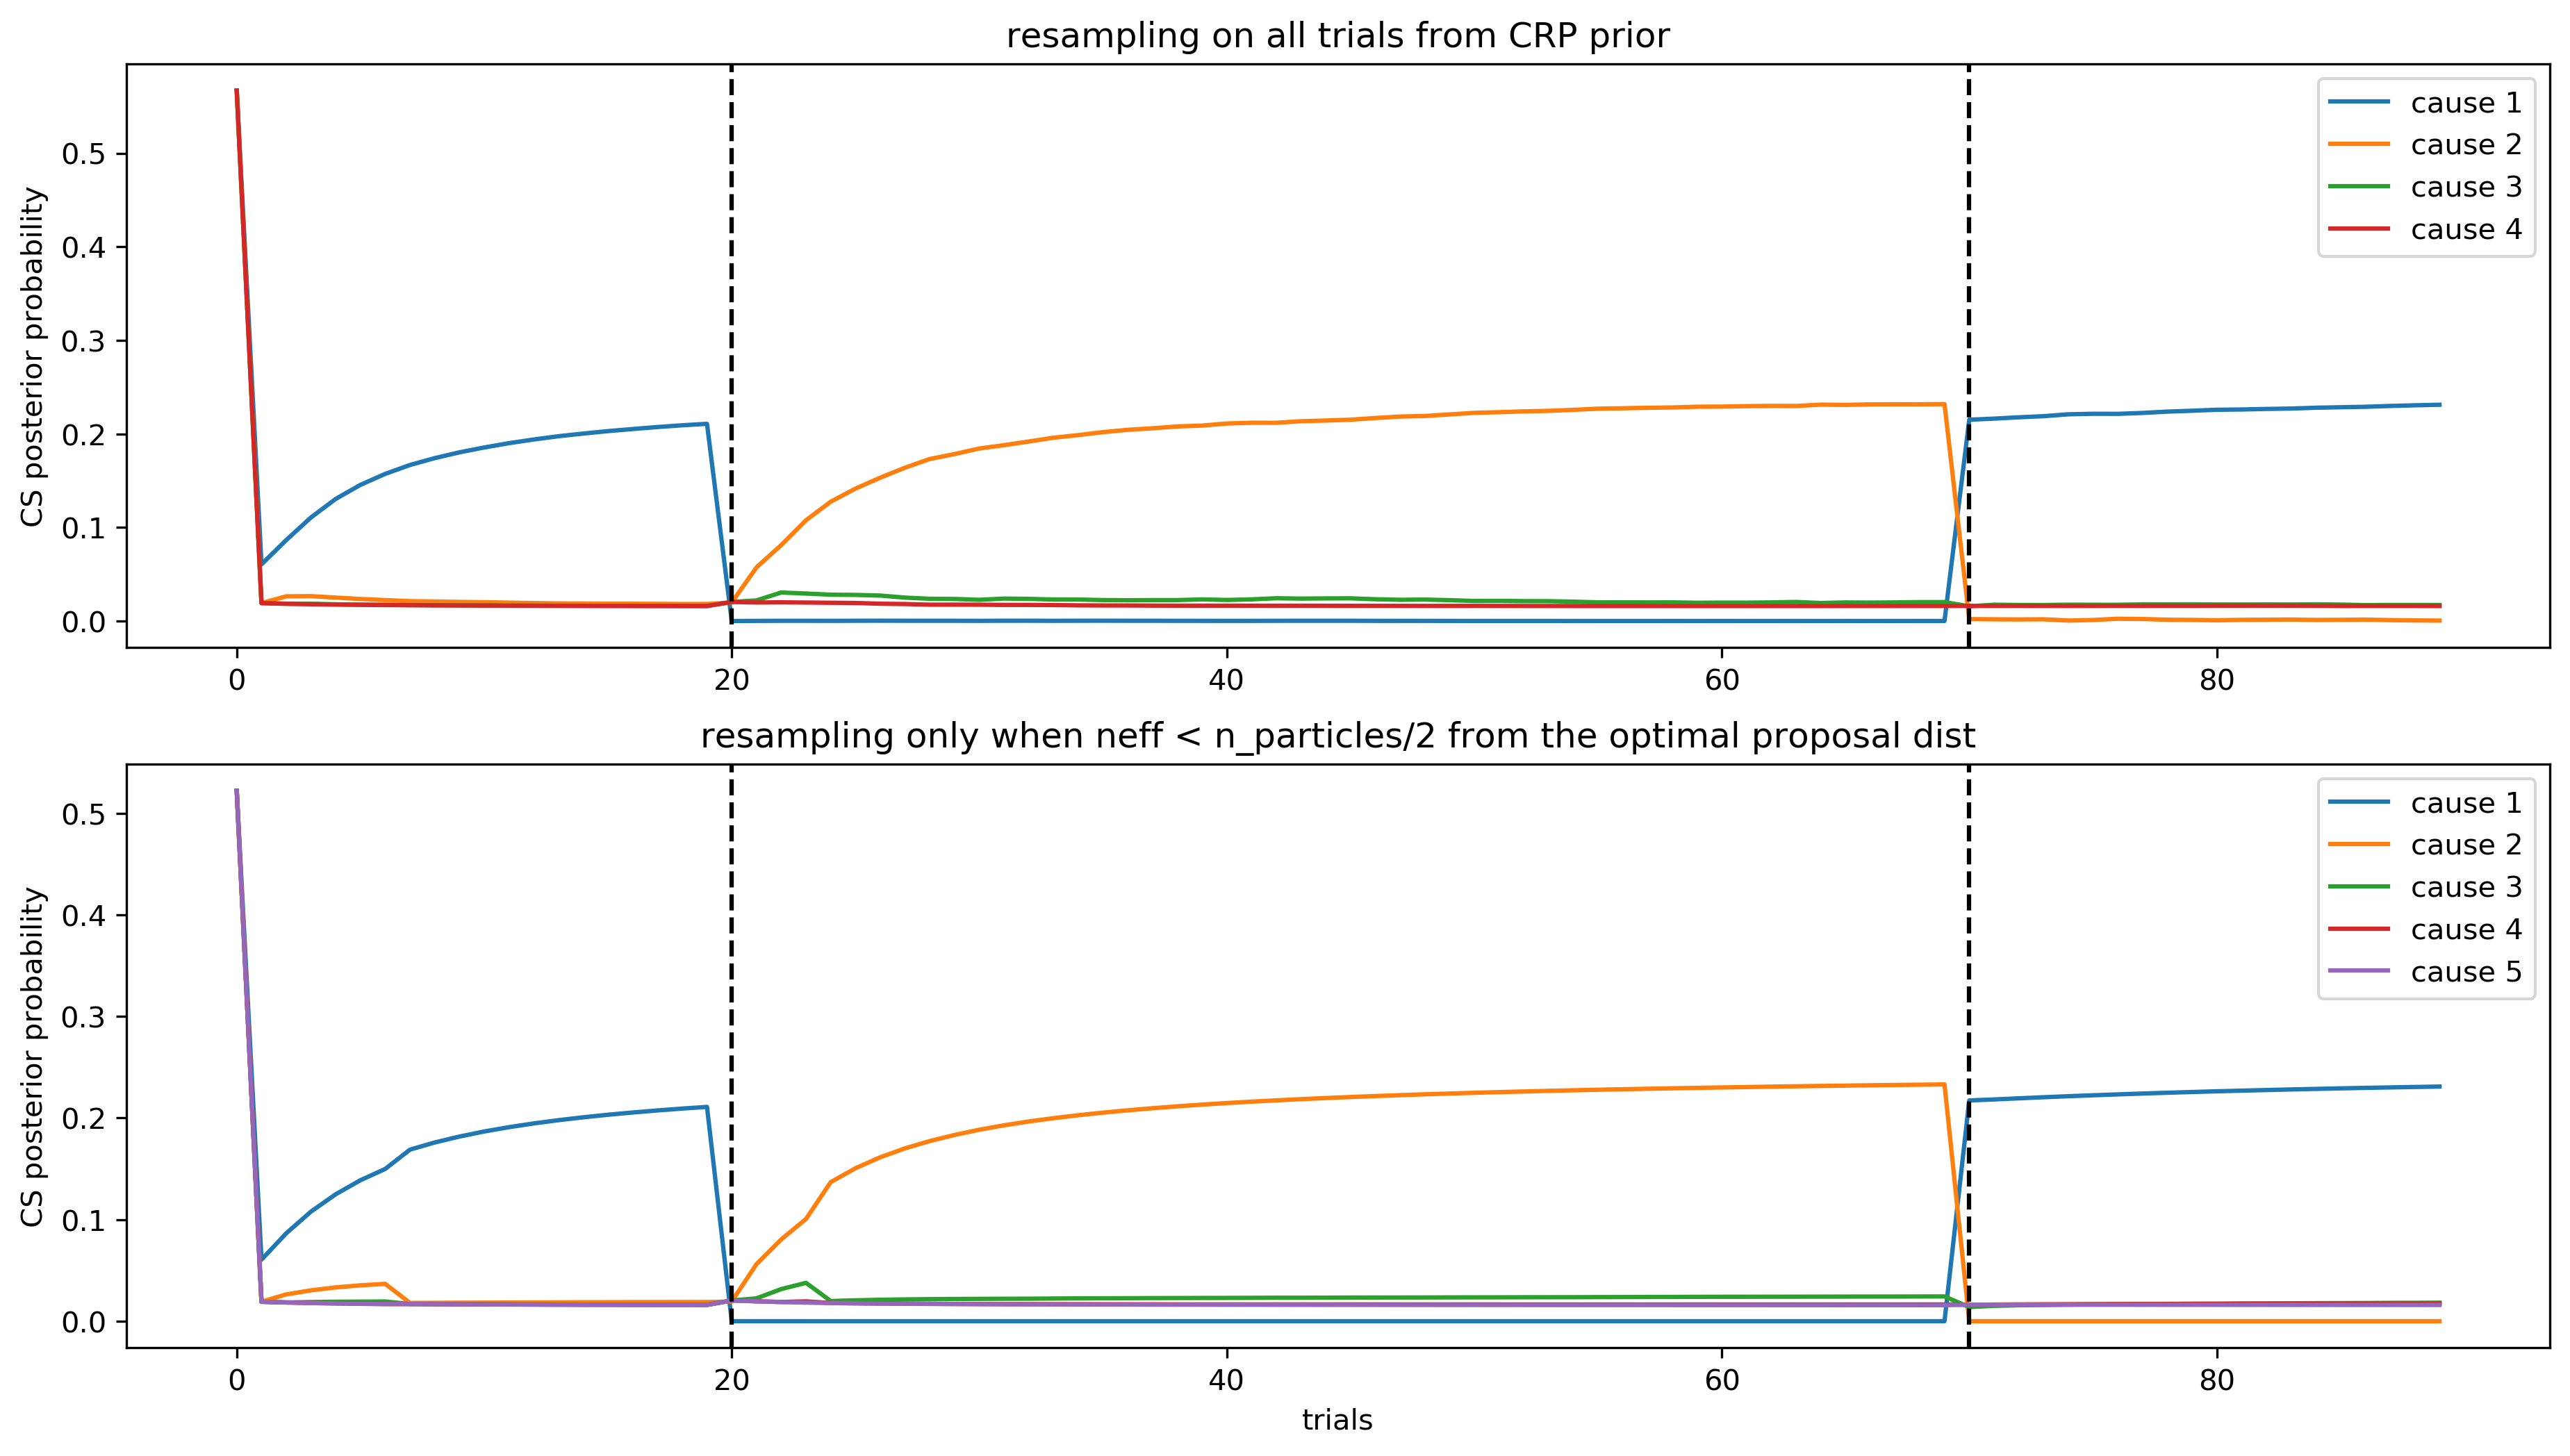 resampling on all trials from CRP prior
CS posterior probability
0.5
0.4
0.3
0.2
0.1
0.0
cause 1
cause 2
cause 3
cause 4
0 20 40 60 80
resampling only when neff < n_particles/2 from the optimal proposal dist
CS posterior probability
0.5
0.4
0.3
0.2
0.1
0.0
cause 1
cause 2
cause 3
cause 4
cause 5
0 20 40 60 80
trials